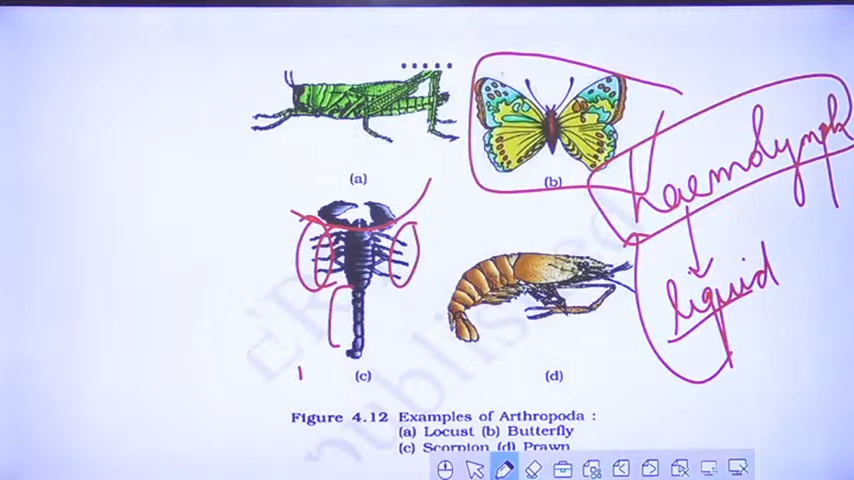 (a)
(b)
Haemolymph
liquid
(c)
(d)
Figure 4.12 Examples of Arthropoda :
(a) Locust (b) Butterfly
(c) Scorpion (d) Prawn